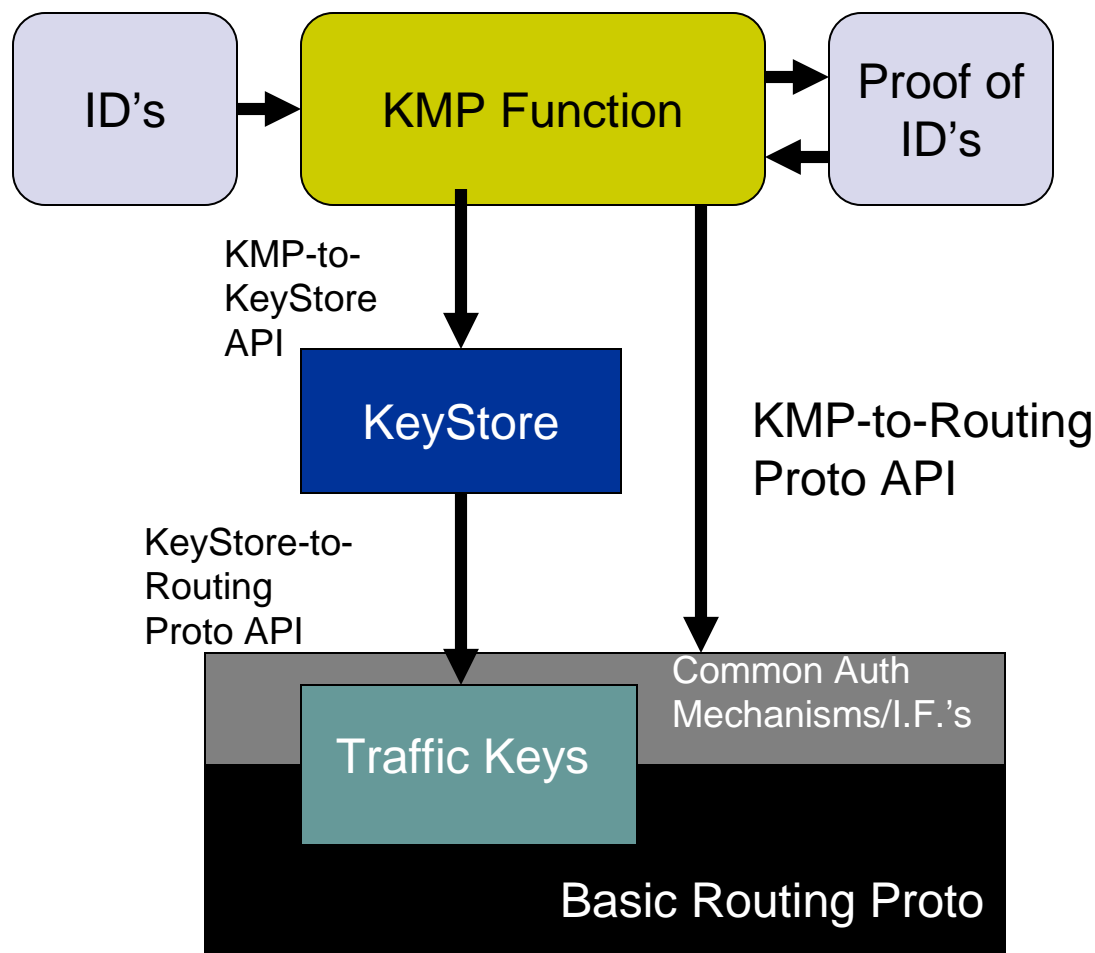 ID’s
KMP Function
Proof of
ID’s
KMP-to-
KeyStore
API
KeyStore
KMP-to-Routing
Proto API
KeyStore-to-
Routing
Proto API
Common Auth
Mechanisms/I.F.’s
Traffic Keys
Basic Routing Proto